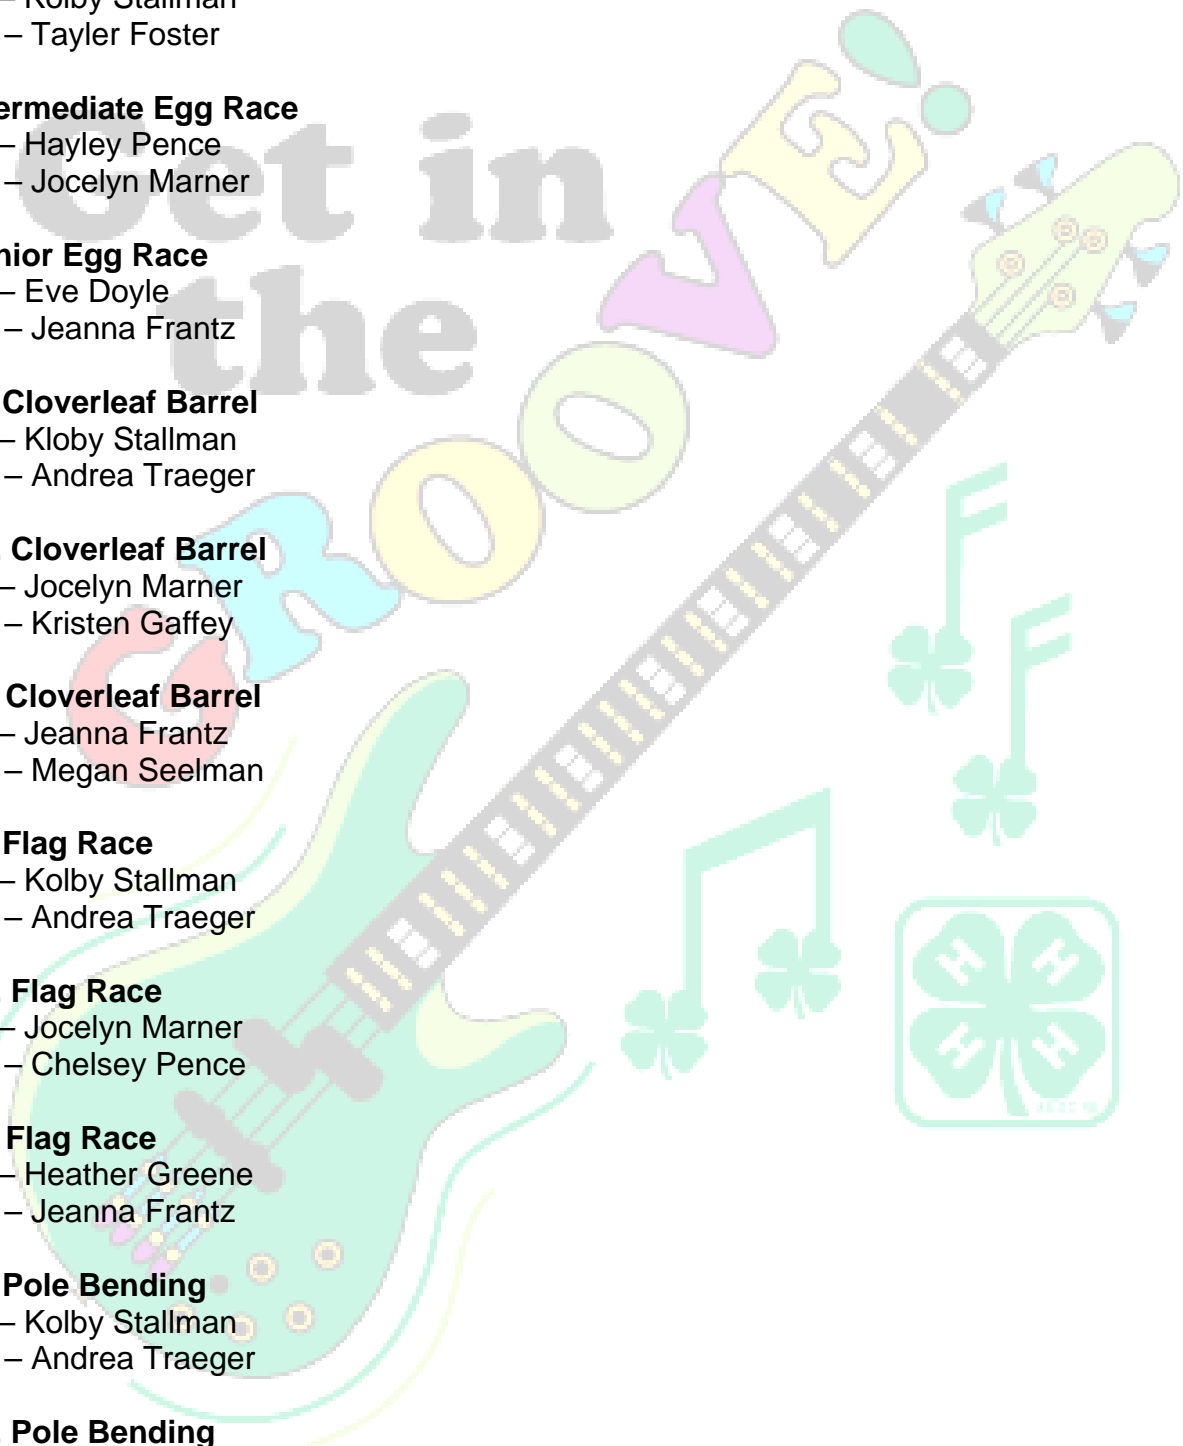 – Kolby Stallman
– Tayler Foster
ermediate Egg Race
– Hayley Pence
– Jocelyn Marner
nior Egg Race
– Eve Doyle
– Jeanna Frantz
Cloverleaf Barrel
– Kloby Stallman
– Andrea Traeger
. Cloverleaf Barrel
– Jocelyn Marner
– Kristen Gaffey
Cloverleaf Barrel
– Jeanna Frantz
– Megan Seelman
Flag Race
– Kolby Stallman
– Andrea Traeger
. Flag Race
– Jocelyn Marner
– Chelsey Pence
Flag Race
– Heather Greene
– Jeanna Frantz
Pole Bending
– Kolby Stallman
– Andrea Traeger
. Pole Bending
Get in
the
GROOVE!
H H
H H